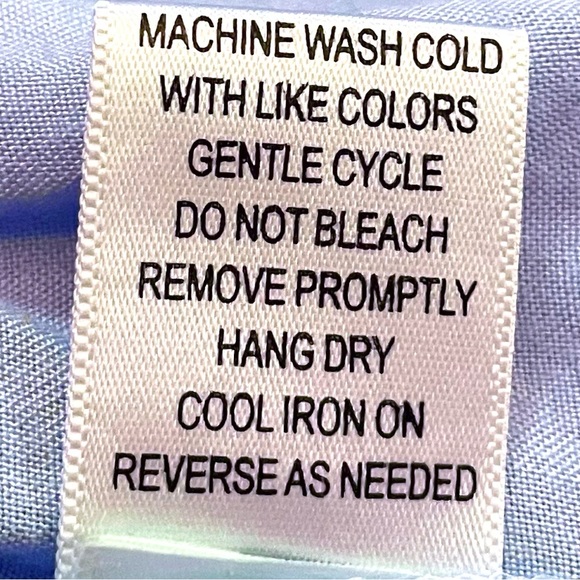 MACHINE WASH COLD
WITH LIKE COLORS
GENTLE CYCLE
DO NOT BLEACH
REMOVE PROMPTLY
HANG DRY
COOL IRON ON
REVERSE AS NEEDED